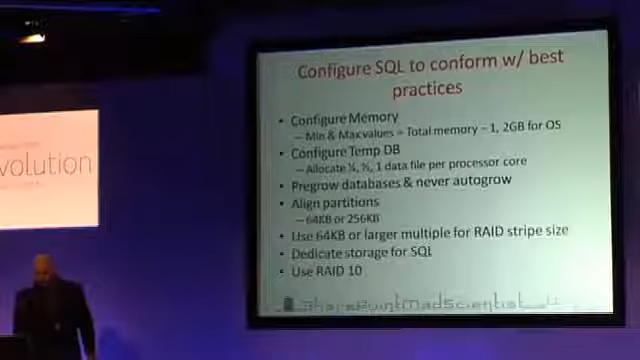 volution
Configure SQL to conform w/ best
practices
• Configure Memory
– Min & Max values = Total memory – 1, 2GB for OS
• Configure Temp DB
– Allocate ¼, ½, 1 data file per processor core
• Pregrow databases & never autogrow
• Align partitions
– 64KB or 256KB
• Use 64KB or larger multiple for RAID stripe size
• Dedicate storage for SQL
• Use RAID 10
SharePointMadScientist